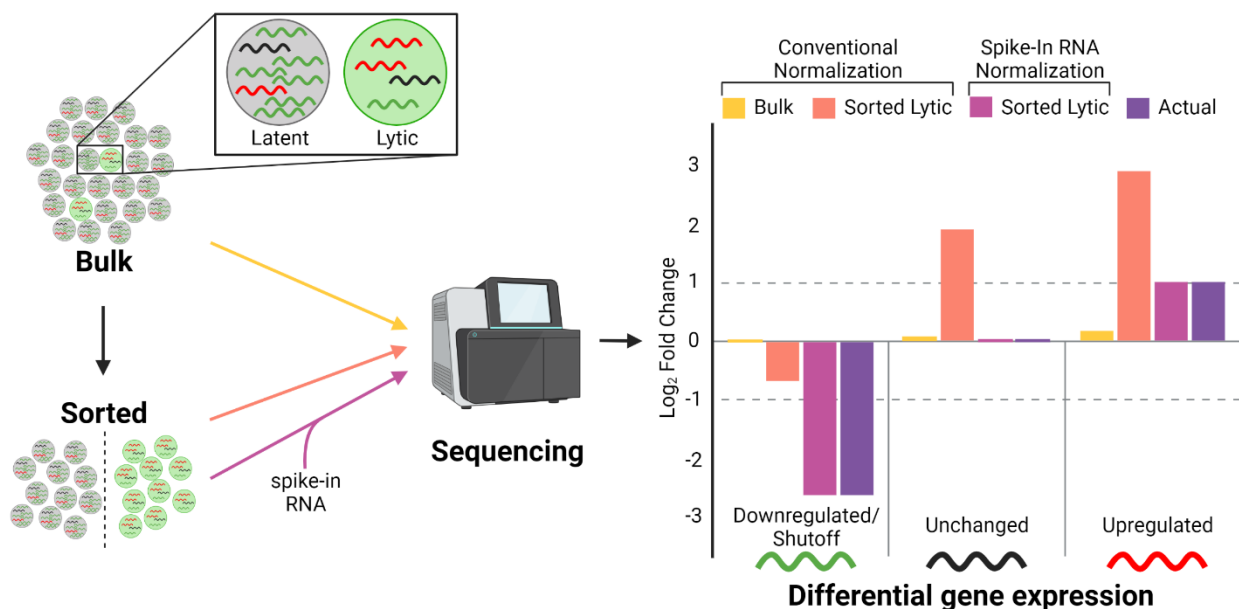 Latent
Lytic
Bulk
Sorted
spike-in
RNA
Sequencing
Conventional
Normalization
Spike-In RNA
Normalization
Bulk
Sorted Lytic
Sorted Lytic
Actual
Log₂ Fold Change
3
2
1
0
-1
-2
-3
Downregulated/
Shutoff
Unchanged
Upregulated
Differential gene expression